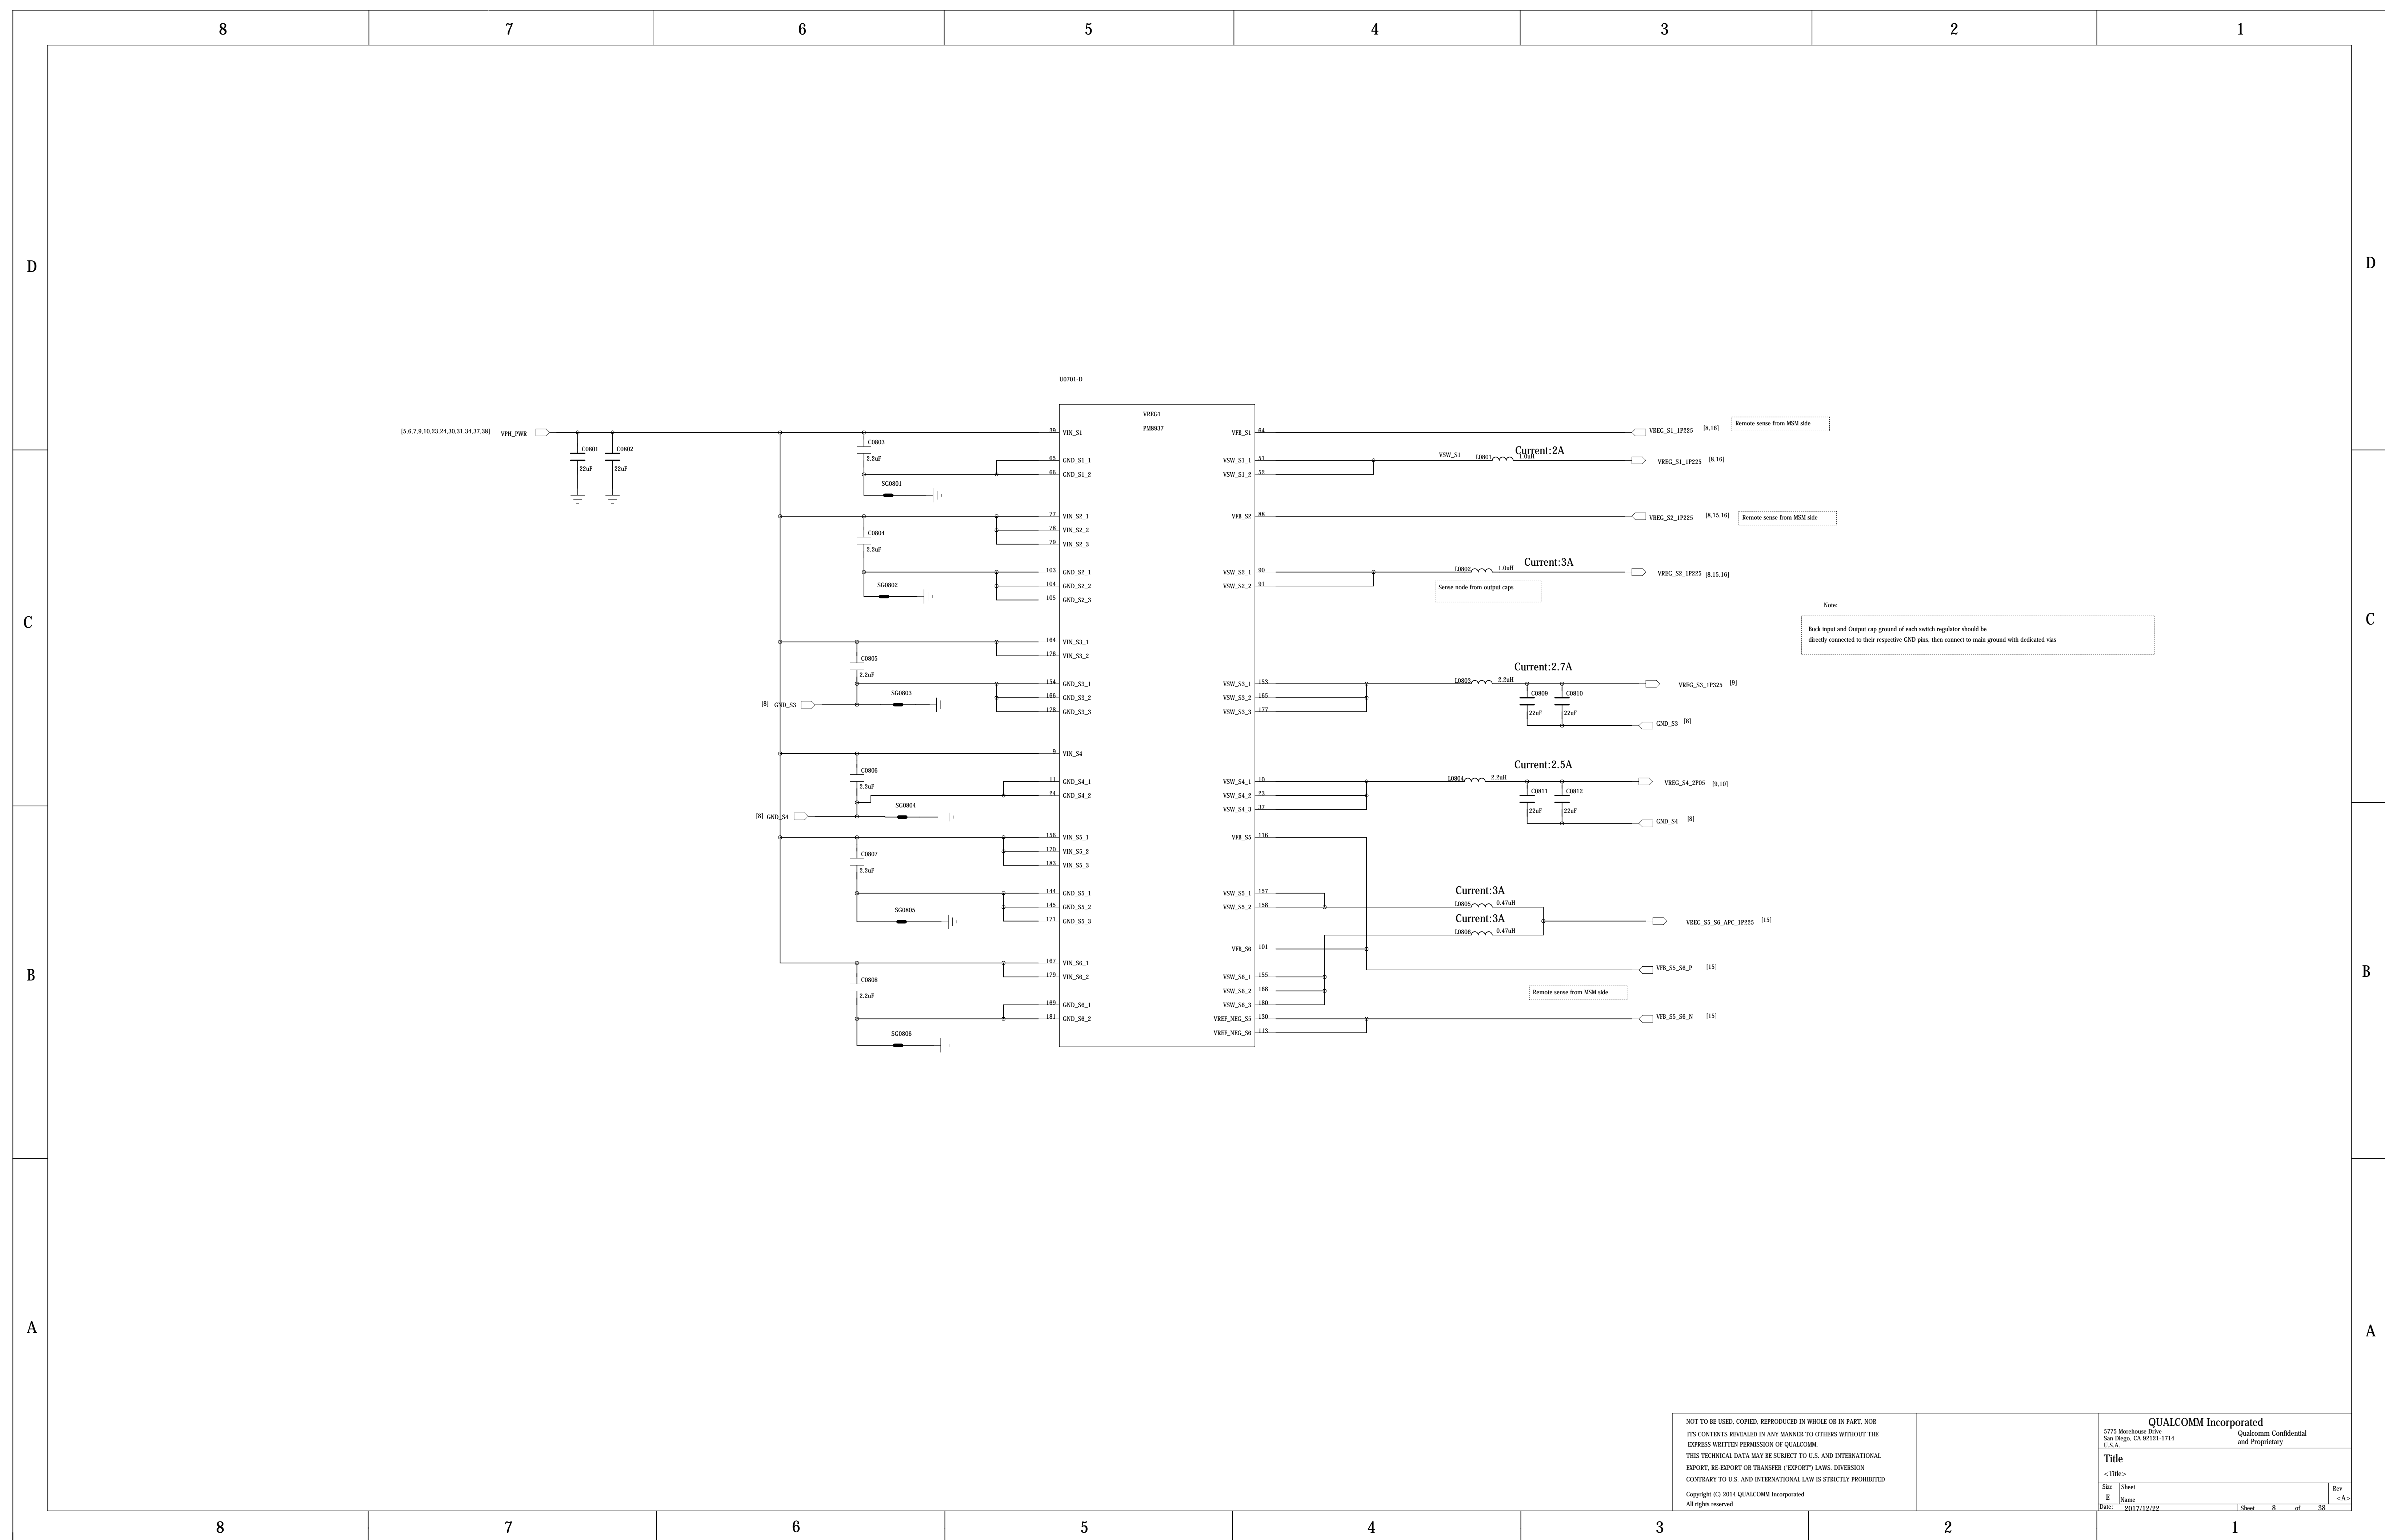 8 7 6 5 4 3 2 1
D
D
C
C
B
B
A
A
U0701-D
VREG1
PM8937
[5,6,7,9,10,23,24,30,31,34,37,38] VPH_PWR
C0801
22uF
C0802
22uF
C0803
2.2uF
SG0801
C0804
2.2uF
SG0802
C0805
2.2uF
[8] GND_S3
SG0803
C0806
2.2uF
[8] GND_S4
SG0804
C0807
2.2uF
SG0805
C0808
2.2uF
SG0806
39 VIN_S1
65 GND_S1_1
66 GND_S1_2
77 VIN_S2_1
78 VIN_S2_2
79 VIN_S2_3
103 GND_S2_1
104 GND_S2_2
105 GND_S2_3
164 VIN_S3_1
176 VIN_S3_2
154 GND_S3_1
166 GND_S3_2
178 GND_S3_3
9 VIN_S4
11 GND_S4_1
24 GND_S4_2
156 VIN_S5_1
170 VIN_S5_2
183 VIN_S5_3
144 GND_S5_1
145 GND_S5_2
171 GND_S5_3
167 VIN_S6_1
179 VIN_S6_2
169 GND_S6_1
181 GND_S6_2
VFB_S1 64
VSW_S1_1 51
VSW_S1_2 52
VFB_S2 88
VSW_S2_1 90
VSW_S2_2 91
VSW_S3_1 153
VSW_S3_2 165
VSW_S3_3 177
VSW_S4_1 10
VSW_S4_2 23
VSW_S4_3 37
VFB_S5 116
VSW_S5_1 157
VSW_S5_2 158
VFB_S6 101
VSW_S6_1 155
VSW_S6_2 168
VSW_S6_3 180
VREF_NEG_S5 130
VREF_NEG_S6 113
VREG_S1_1P225 [8,16]
Remote sense from MSM side
Current:2A
VSW_S1
L0801 1.0uH
VREG_S1_1P225 [8,16]
VREG_S2_1P225 [8,15,16]
Remote sense from MSM side
Current:3A
L0802 1.0uH
VREG_S2_1P225 [8,15,16]
Sense node from output caps
Note:
Buck input and Output cap ground of each switch regulator should be
directly connected to their respective GND pins, then connect to main ground with dedicated vias
Current:2.7A
L0803 2.2uH
VREG_S3_1P325 [9]
C0809
22uF
C0810
22uF
GND_S3 [8]
Current:2.5A
L0804 2.2uH
VREG_S4_2P05 [9,10]
C0811
22uF
C0812
22uF
GND_S4 [8]
Current:3A
L0805 0.47uH
Current:3A
L0806 0.47uH
VREG_S5_S6_APC_1P225 [15]
VFB_S5_S6_P [15]
Remote sense from MSM side
VFB_S5_S6_N [15]
NOT TO BE USED, COPIED, REPRODUCED IN WHOLE OR IN PART, NOR
ITS CONTENTS REVEALED IN ANY MANNER TO OTHERS WITHOUT THE
EXPRESS WRITTEN PERMISSION OF QUALCOMM.
THIS TECHNICAL DATA MAY BE SUBJECT TO U.S. AND INTERNATIONAL
EXPORT, RE-EXPORT OR TRANSFER ("EXPORT") LAWS. DIVERSION
CONTRARY TO U.S. AND INTERNATIONAL LAW IS STRICTLY PROHIBITED
Copyright (C) 2014 QUALCOMM Incorporated
All rights reserved
QUALCOMM Incorporated
5775 Morehouse Drive
San Diego, CA 92121-1714
U.S.A.
Qualcomm Confidential
and Proprietary
Title
<Title>
Size Sheet Rev
E Name <A>
Date: 2017/12/22 Sheet 8 of 38
8 7 6 5 4 3 2 1